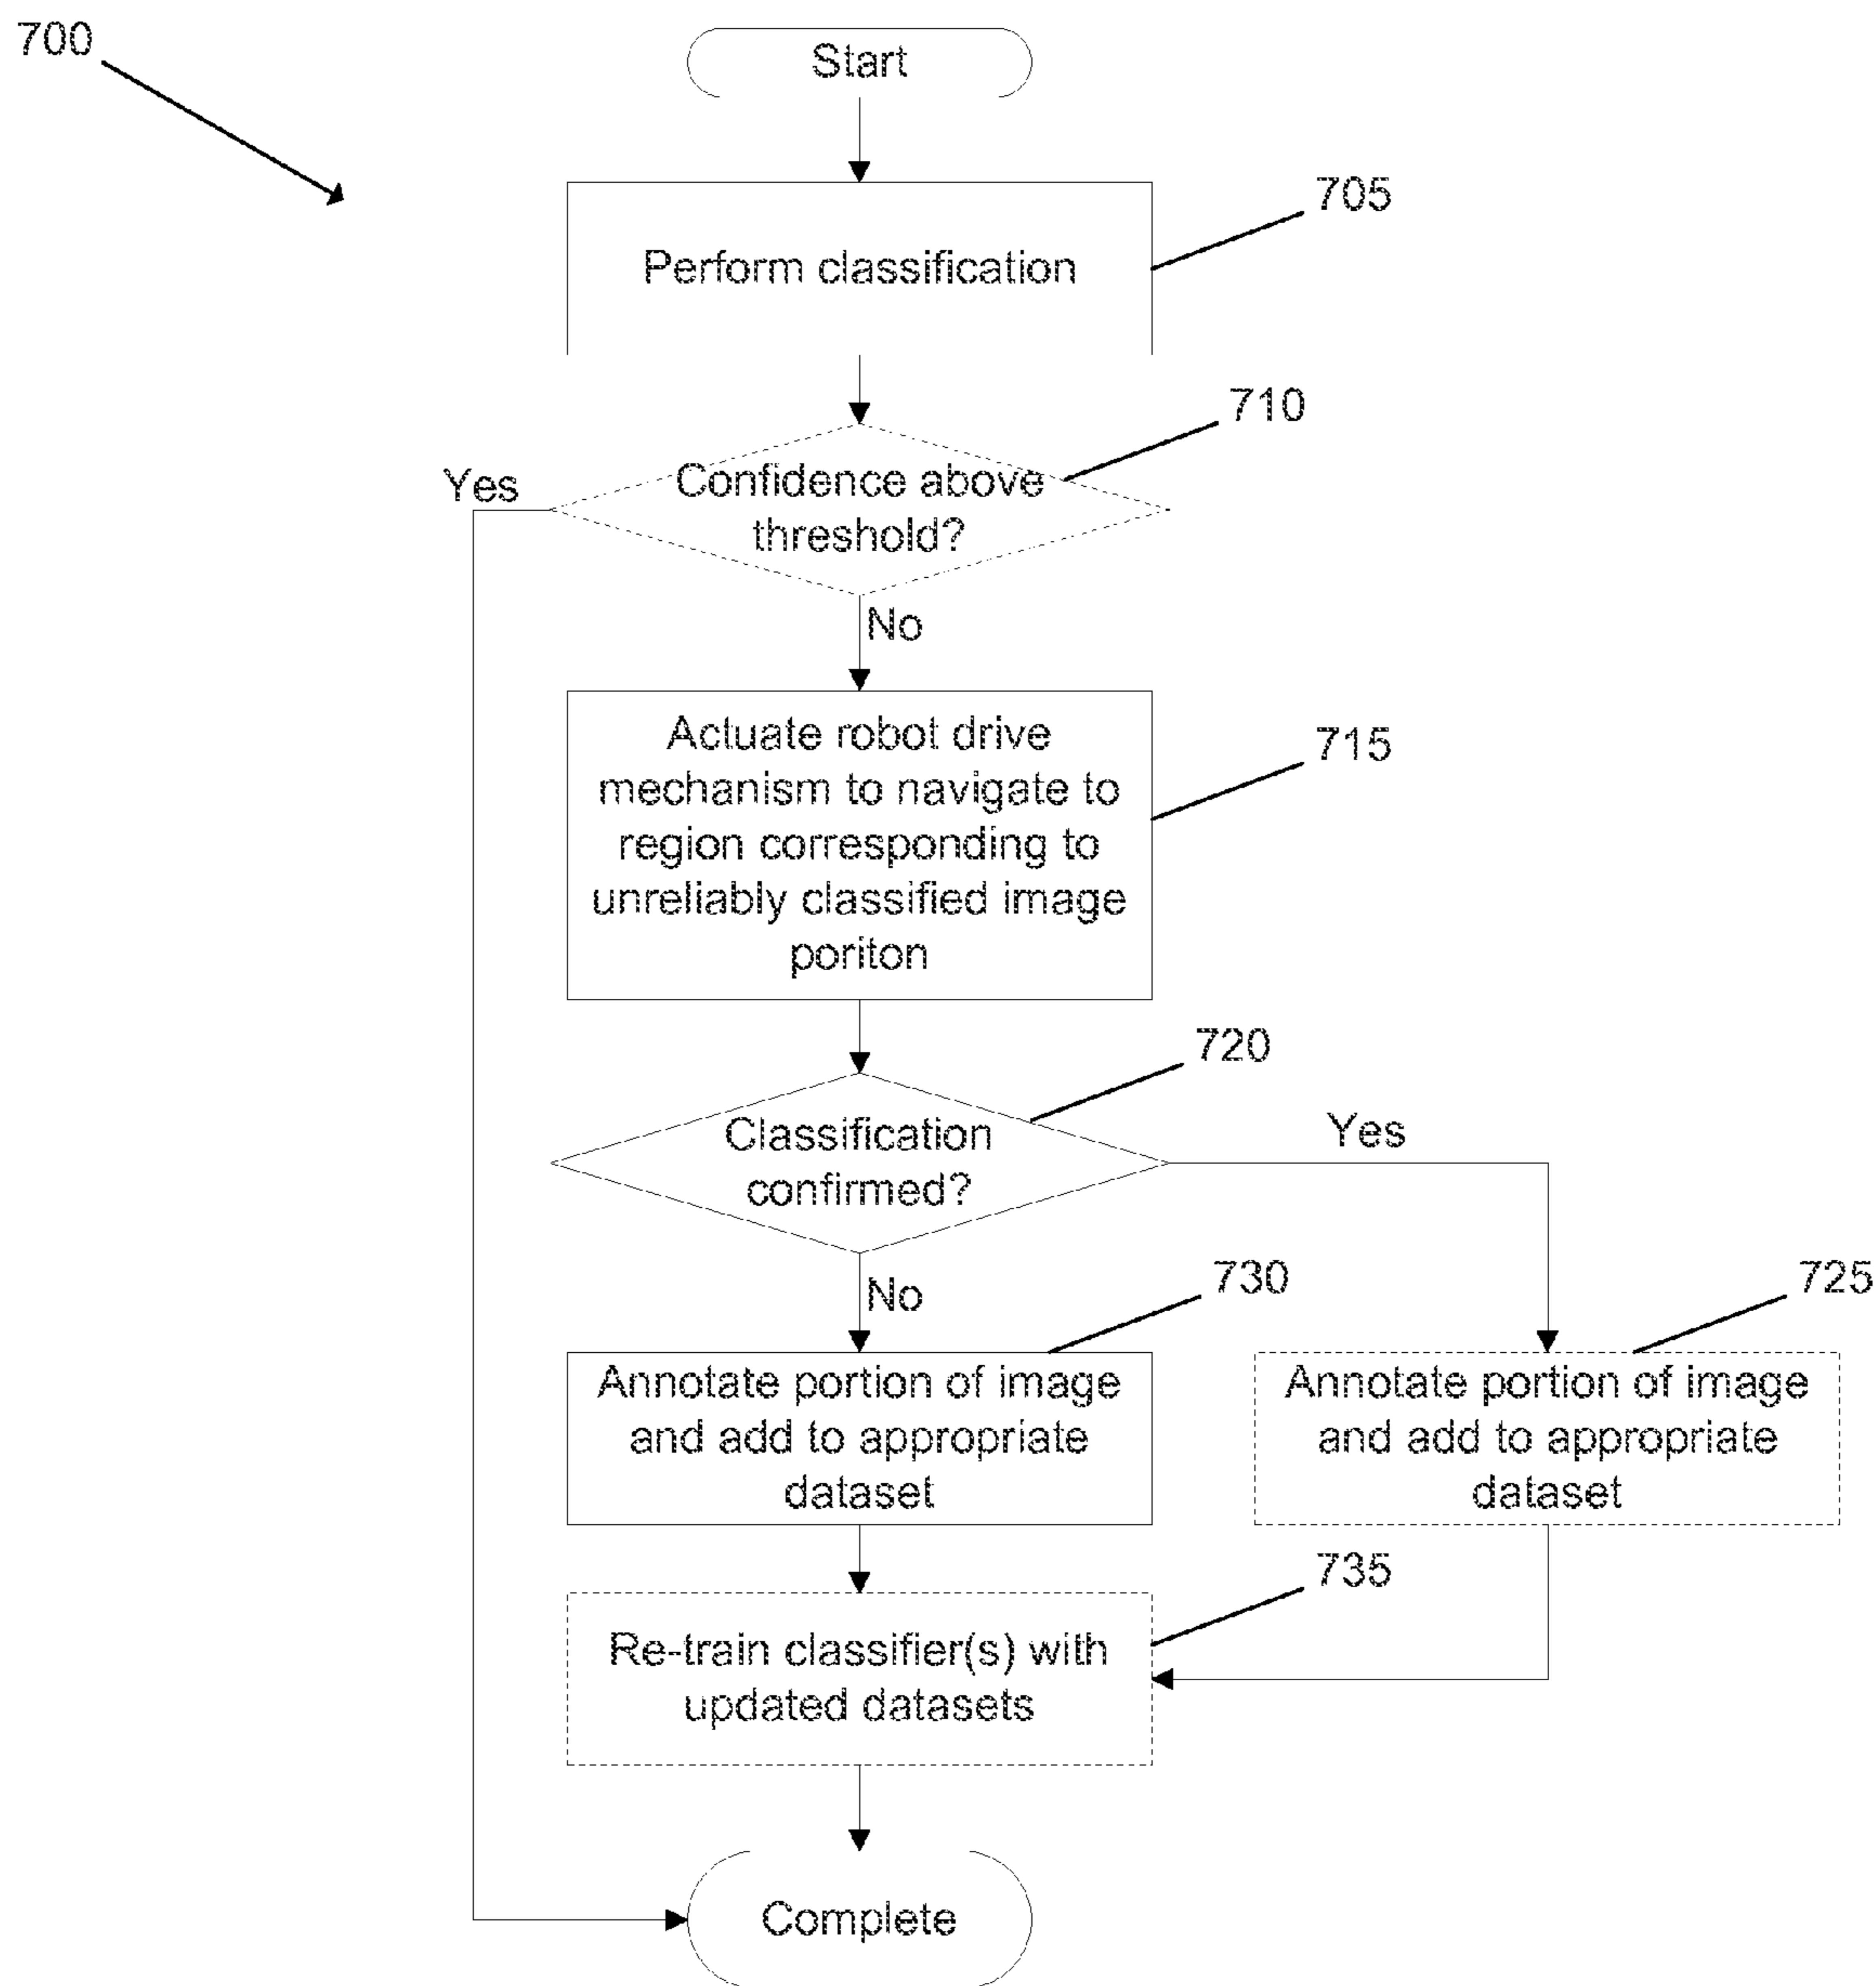 700
Start
705
Perform classification
710
Yes
Confidence above
threshold?
No
715
Actuate robot drive
mechanism to navigate to
region corresponding to
unreliably classified image
poriton
720
Classification
confirmed?
Yes
No
730
725
Annotate portion of image
and add to appropriate
dataset
Annotate portion of image
and add to appropriate
dataset
735
Re-train classifier(s) with
updated datasets
Complete